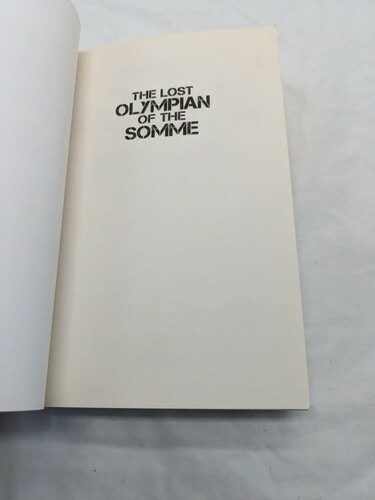 THE LOST
OLYMPIAN
OF THE
SOMME